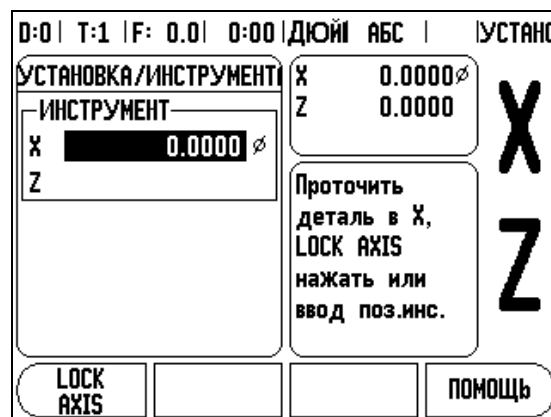 D:0 | T:1 | F: 0.0 | 0:00 | ДЮЙМ АБС | |УСТАНО
УСТАНОВКА/ИНСТРУМЕНТ
ИНСТРУМЕНТ
X 0.0000 ⌀
Z
X 0.0000⌀
Z 0.0000
Проточить
деталь в X,
LOCK AXIS
нажать или
ввод поз.инс.
X
Z
LOCK
AXIS
ПОМОЩЬ